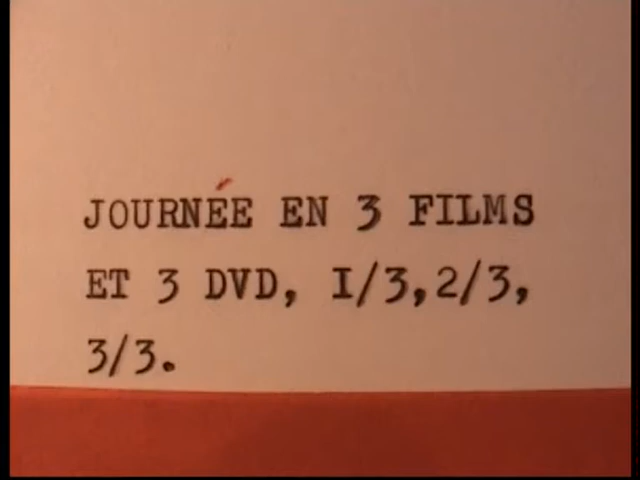 JOURNÉE EN 3 FILMS
ET 3 DVD, I/3,2/3,
3/3.